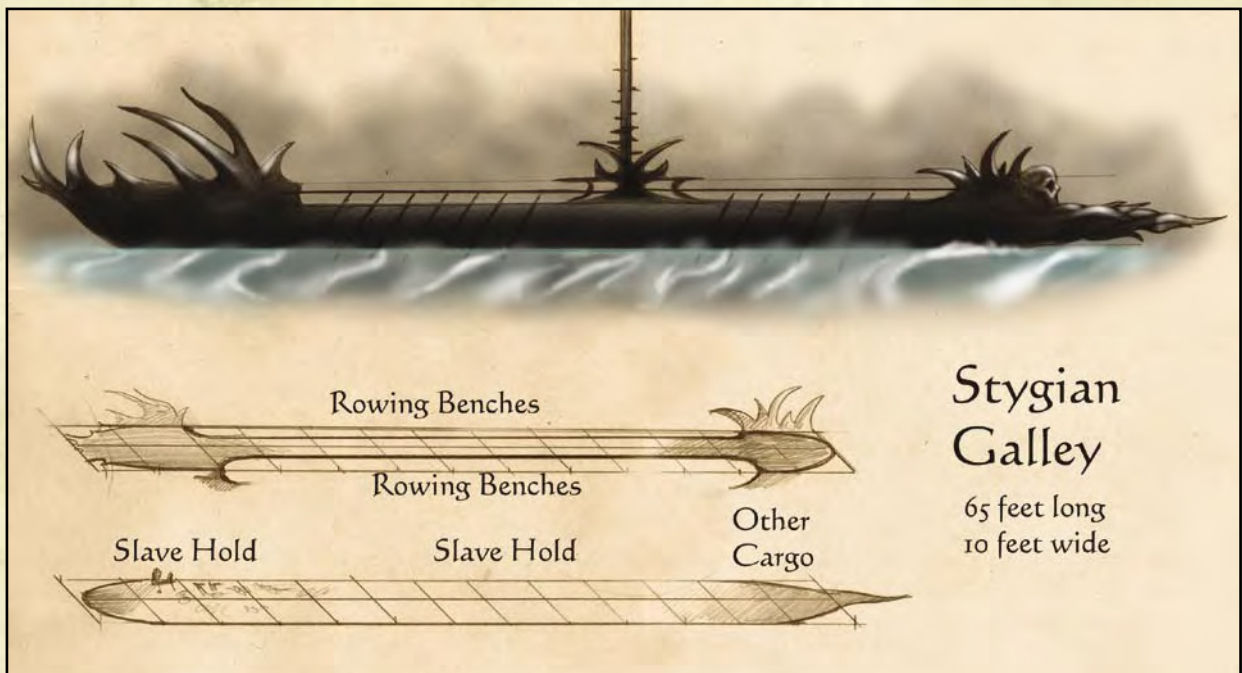 Rowing Benches
Rowing Benches
Stygian
Galley
65 feet long
10 feet wide
Slave Hold
Slave Hold
Other
Cargo